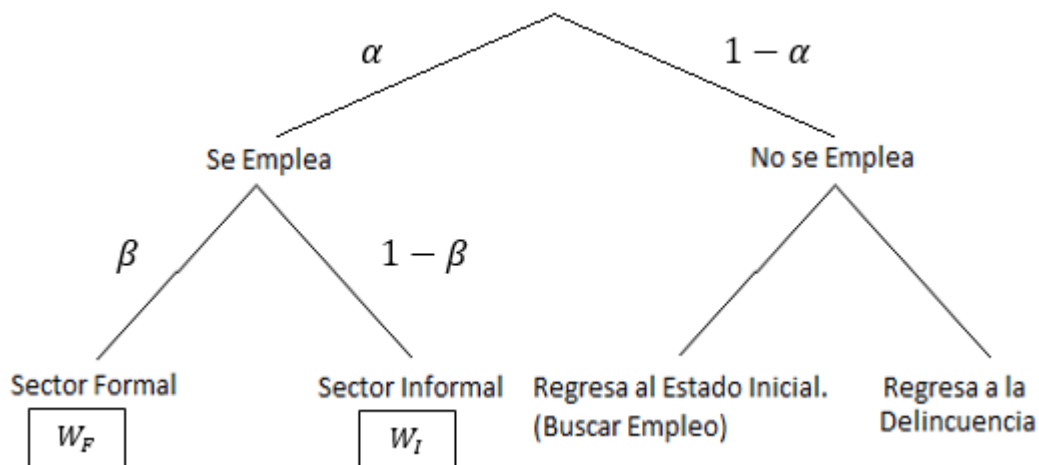 α
1 − α
Se Emplea
No se Emplea
β
1 − β
Sector Formal
Sector Informal
Regresa al Estado Inicial.
(Buscar Empleo)
Regresa a la
Delincuencia
W_F
W_I